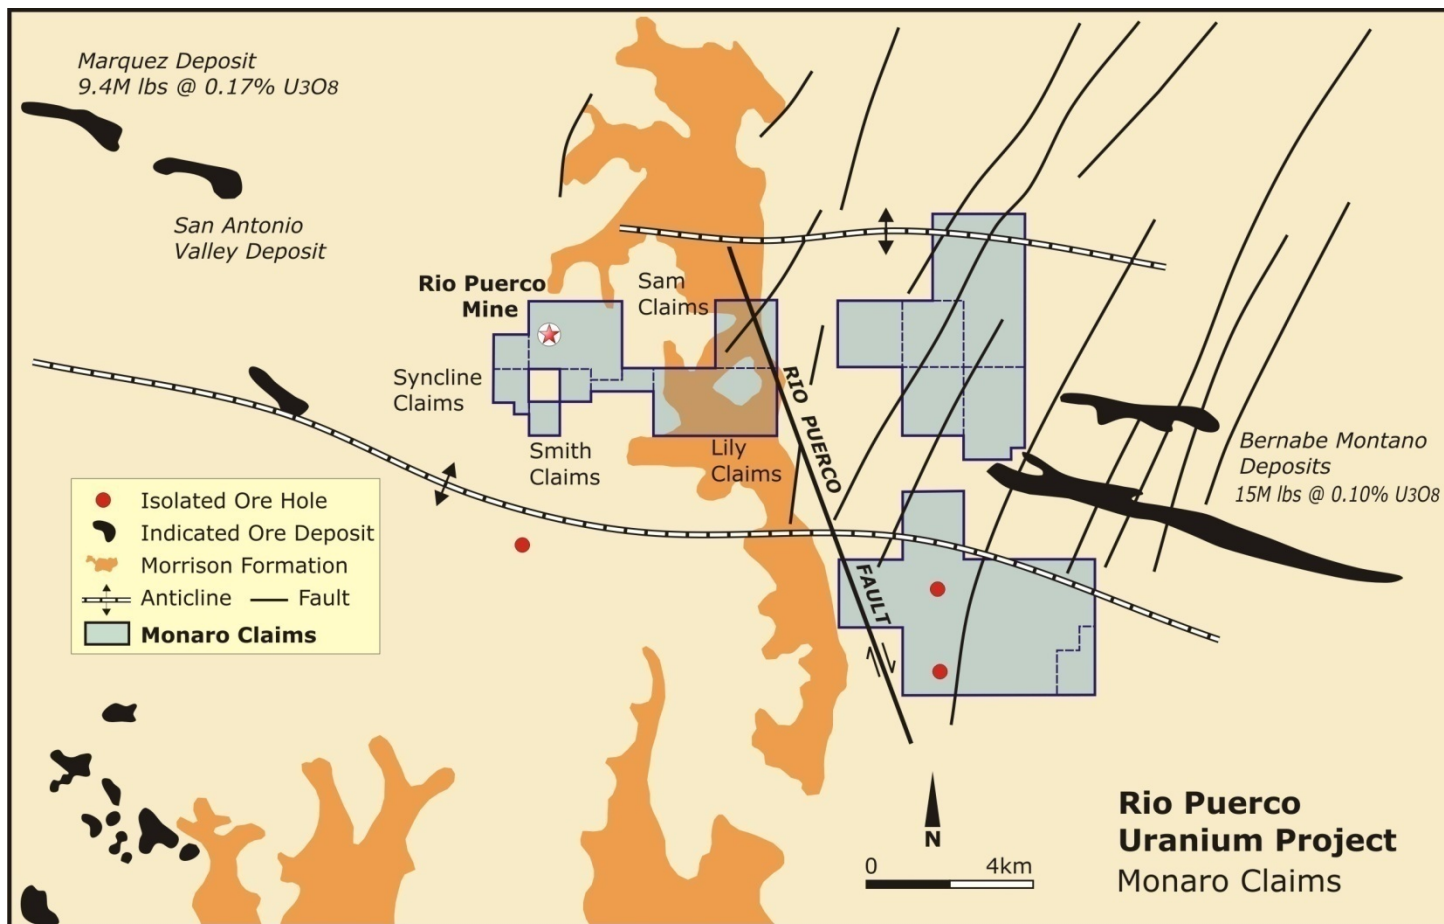 Marquez Deposit
9.4M lbs @ 0.17% U3O8
San Antonio
Valley Deposit
Rio Puerco
Mine
Sam
Claims
Syncline
Claims
Smith
Claims
Lily
Claims
RIO PUERCO
FAULT
Bernabe Montano
Deposits
15M lbs @ 0.10% U3O8
Isolated Ore Hole
Indicated Ore Deposit
Morrison Formation
Anticline
Fault
Monaro Claims
N
0 4km
Rio Puerco
Uranium Project
Monaro Claims